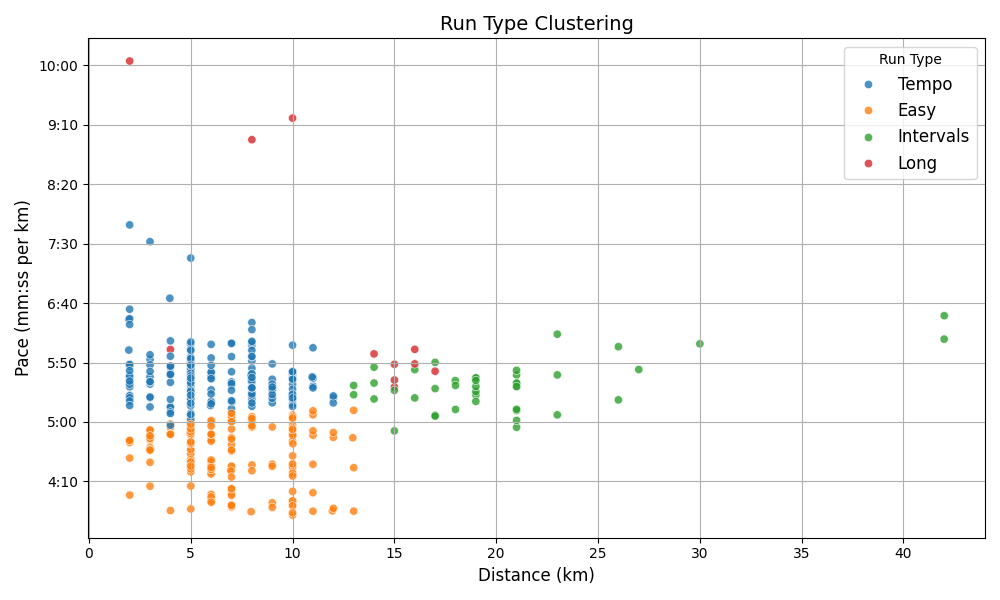 Run Type Clustering
Pace (mm:ss per km)
10:00
9:10
8:20
7:30
6:40
5:50
5:00
4:10
Run Type
Tempo
Easy
Intervals
Long
0 5 10 15 20 25 30 35 40
Distance (km)